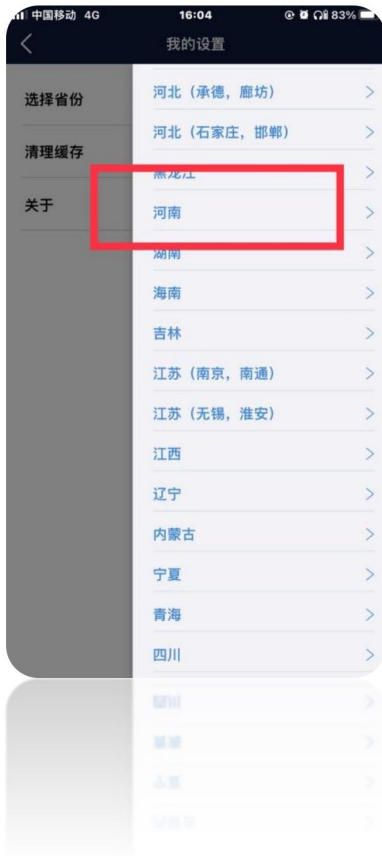 中国移动 4G 16:04 83%
我的设置
选择省份
清理缓存
关于
河北（承德，廊坊）
河北（石家庄，邯郸）
黑龙江
河南
湖南
海南
吉林
江苏（南京，南通）
江苏（无锡，淮安）
江西
辽宁
内蒙古
宁夏
青海
四川